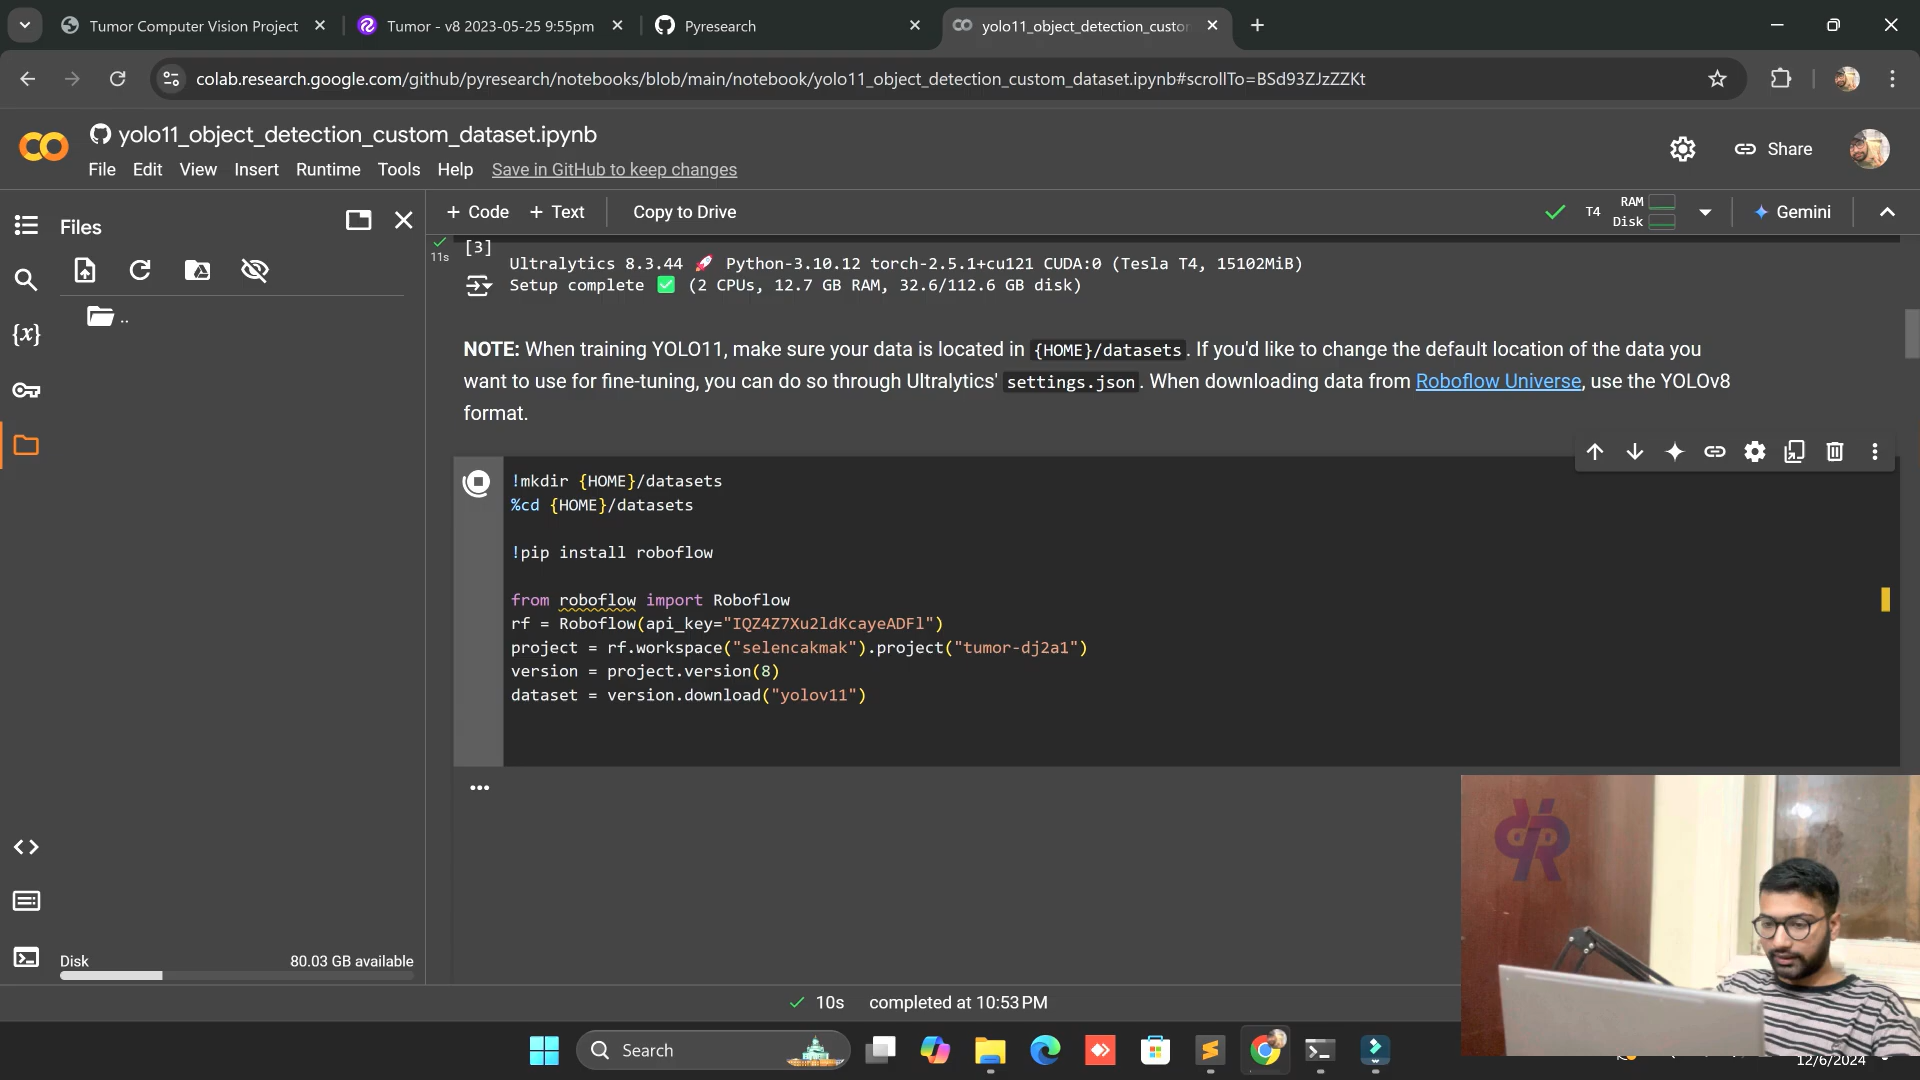 Tumor Computer Vision Project
Tumor - v8 2023-05-25 9:55pm
Pyresearch
yolo11_object_detection_custo
colab.research.google.com/github/pyresearch/notebooks/blob/main/notebook/yolo11_object_detection_custom_dataset.ipynb#scrollTo=BSd93ZJzZZKt
yolo11_object_detection_custom_dataset.ipynb
File Edit View Insert Runtime Tools Help Save in GitHub to keep changes
Share
Files
+ Code + Text Copy to Drive
T4 RAM
Disk
Gemini
11s
[3]
Ultralytics 8.3.44 🚀 Python-3.10.12 torch-2.5.1+cu121 CUDA:0 (Tesla T4, 15102MiB)
Setup complete ✅ (2 CPUs, 12.7 GB RAM, 32.6/112.6 GB disk)
..
{x}
NOTE: When training YOLO11, make sure your data is located in {HOME}/datasets. If you'd like to change the default location of the data you
want to use for fine-tuning, you can do so through Ultralytics' settings.json. When downloading data from Roboflow Universe, use the YOLOv8
format.
!mkdir {HOME}/datasets
%cd {HOME}/datasets
!pip install roboflow
from roboflow import Roboflow
rf = Roboflow(api_key="IQZ4Z7Xu2ldKcayeADFl")
project = rf.workspace("selencakmak").project("tumor-dj2a1")
version = project.version(8)
dataset = version.download("yolov11")
...
Disk 80.03 GB available
10s completed at 10:53 PM
Search
12/6/2024